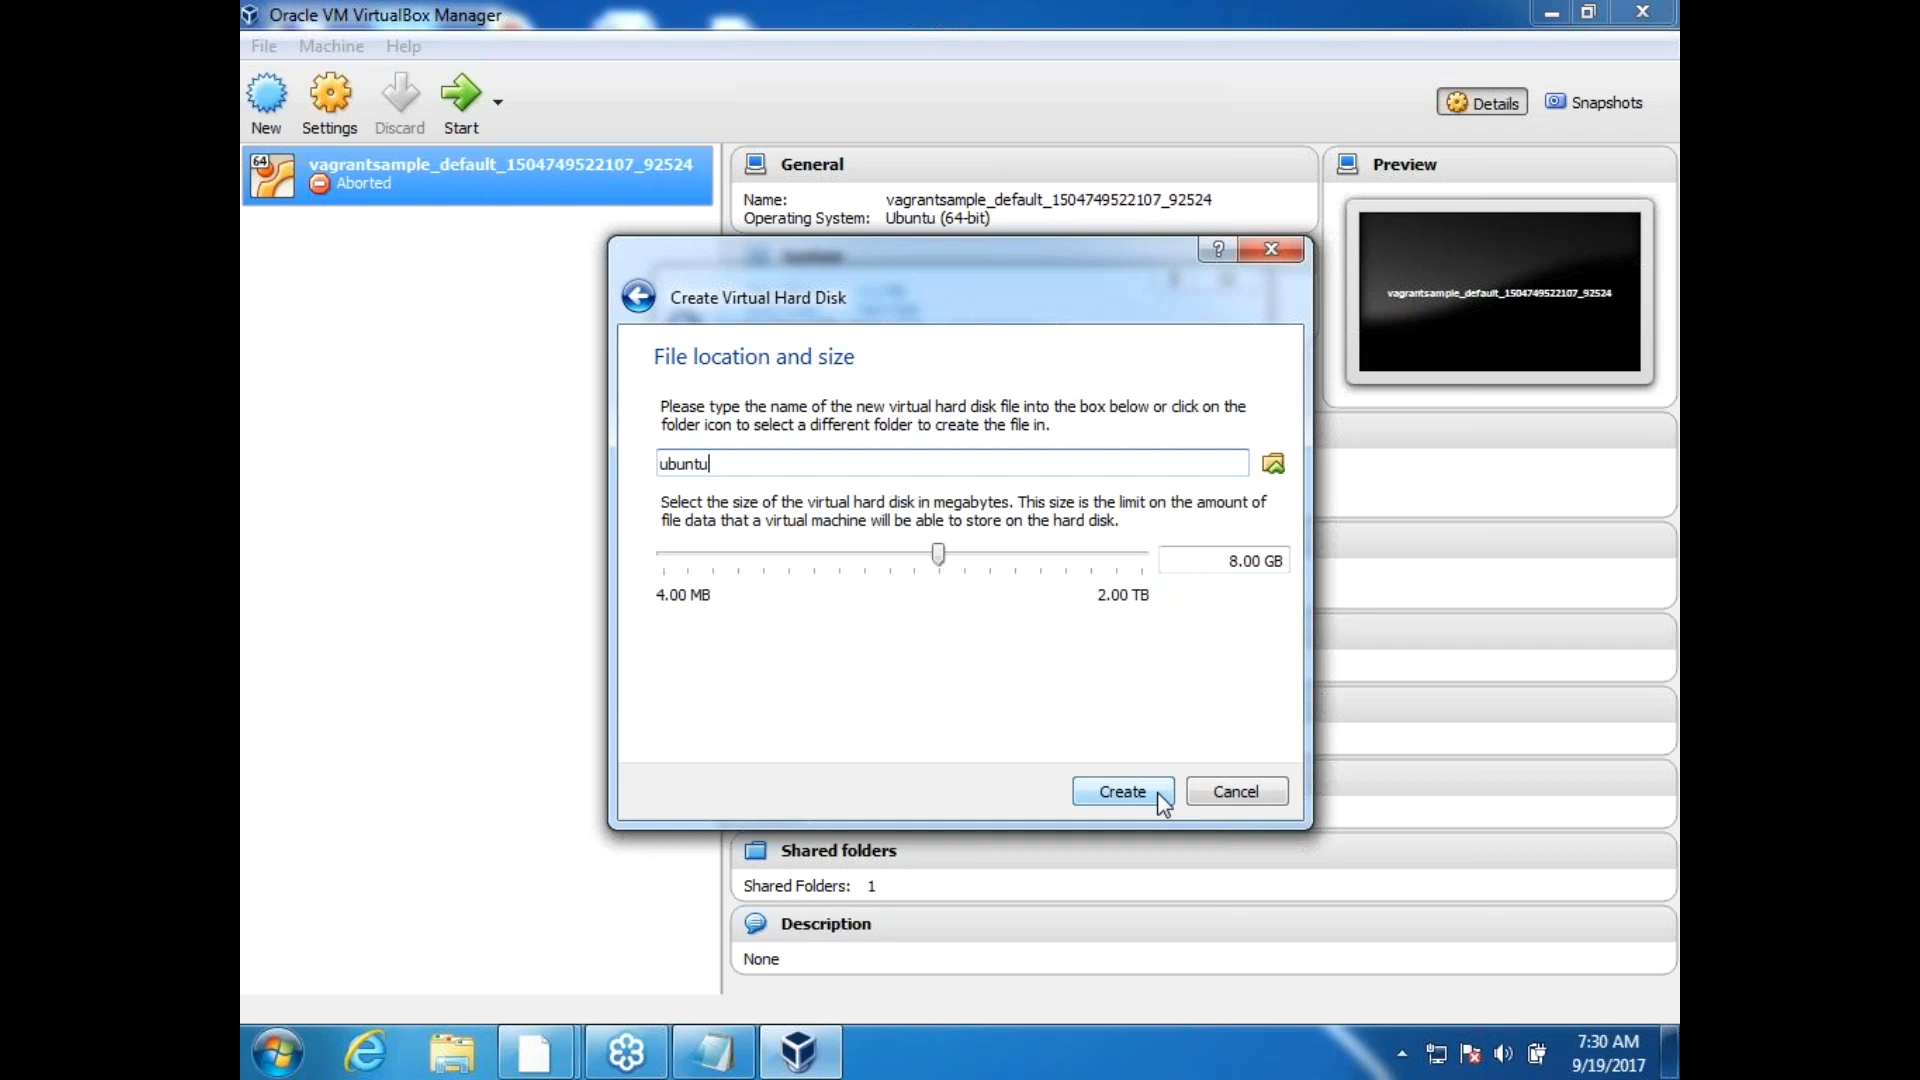 Oracle VM VirtualBox Manager
File Machine Help
New Settings Discard Start
Details Snapshots
64
vagrantsample_default_1504749522107_92524
Aborted
General
Name: vagrantsample_default_1504749522107_92524
Operating System: Ubuntu (64-bit)
Preview
vagrantsample_default_1504749522107_92524
Create Virtual Hard Disk
File location and size
Please type the name of the new virtual hard disk file into the box below or click on the
folder icon to select a different folder to create the file in.
ubuntu
Select the size of the virtual hard disk in megabytes. This size is the limit on the amount of
file data that a virtual machine will be able to store on the hard disk.
8.00 GB
4.00 MB 2.00 TB
Create Cancel
Shared folders
Shared Folders: 1
Description
None
7:30 AM
9/19/2017